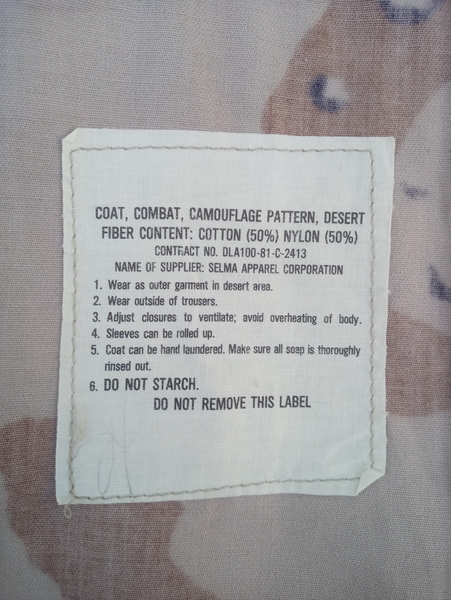 COAT, COMBAT, CAMOUFLAGE PATTERN, DESERT
FIBER CONTENT: COTTON (50%) NYLON (50%)
CONTRACT NO. DLA100-81-C-2413
NAME OF SUPPLIER: SELMA APPAREL CORPORATION
1. Wear as outer garment in desert area.
2. Wear outside of trousers.
3. Adjust closures to ventilate; avoid overheating of body.
4. Sleeves can be rolled up.
5. Coat can be hand laundered. Make sure all soap is thoroughly
rinsed out.
6. DO NOT STARCH.
DO NOT REMOVE THIS LABEL